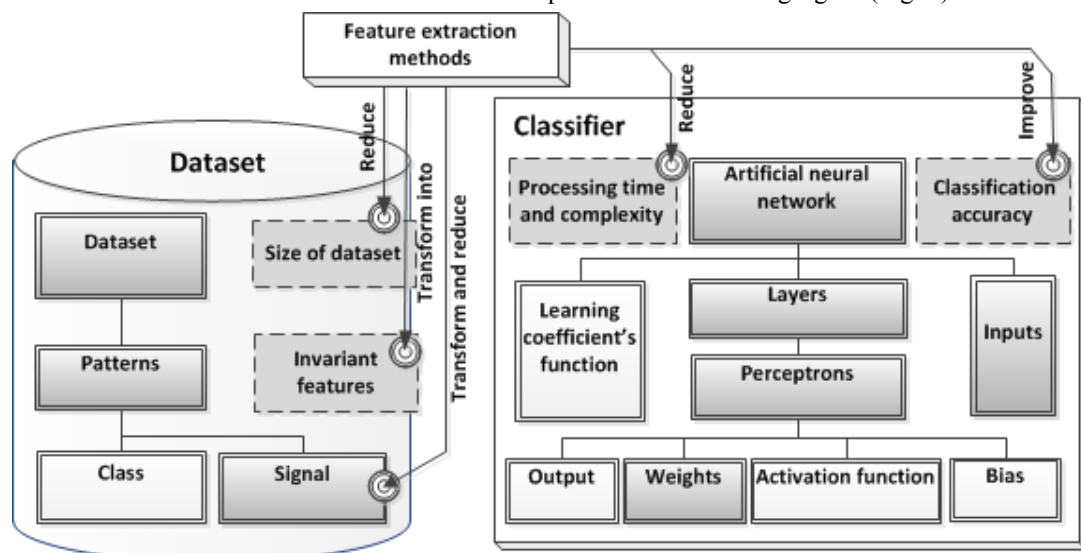 Feature extraction
methods
Reduce
Transform into
Transform and reduce
Reduce
Improve
Dataset
Dataset
Size of dataset
Patterns
Invariant
features
Class
Signal
Classifier
Processing time
and complexity
Artificial neural
network
Classification
accuracy
Learning
coefficient's
function
Layers
Inputs
Perceptrons
Output
Weights
Activation function
Bias